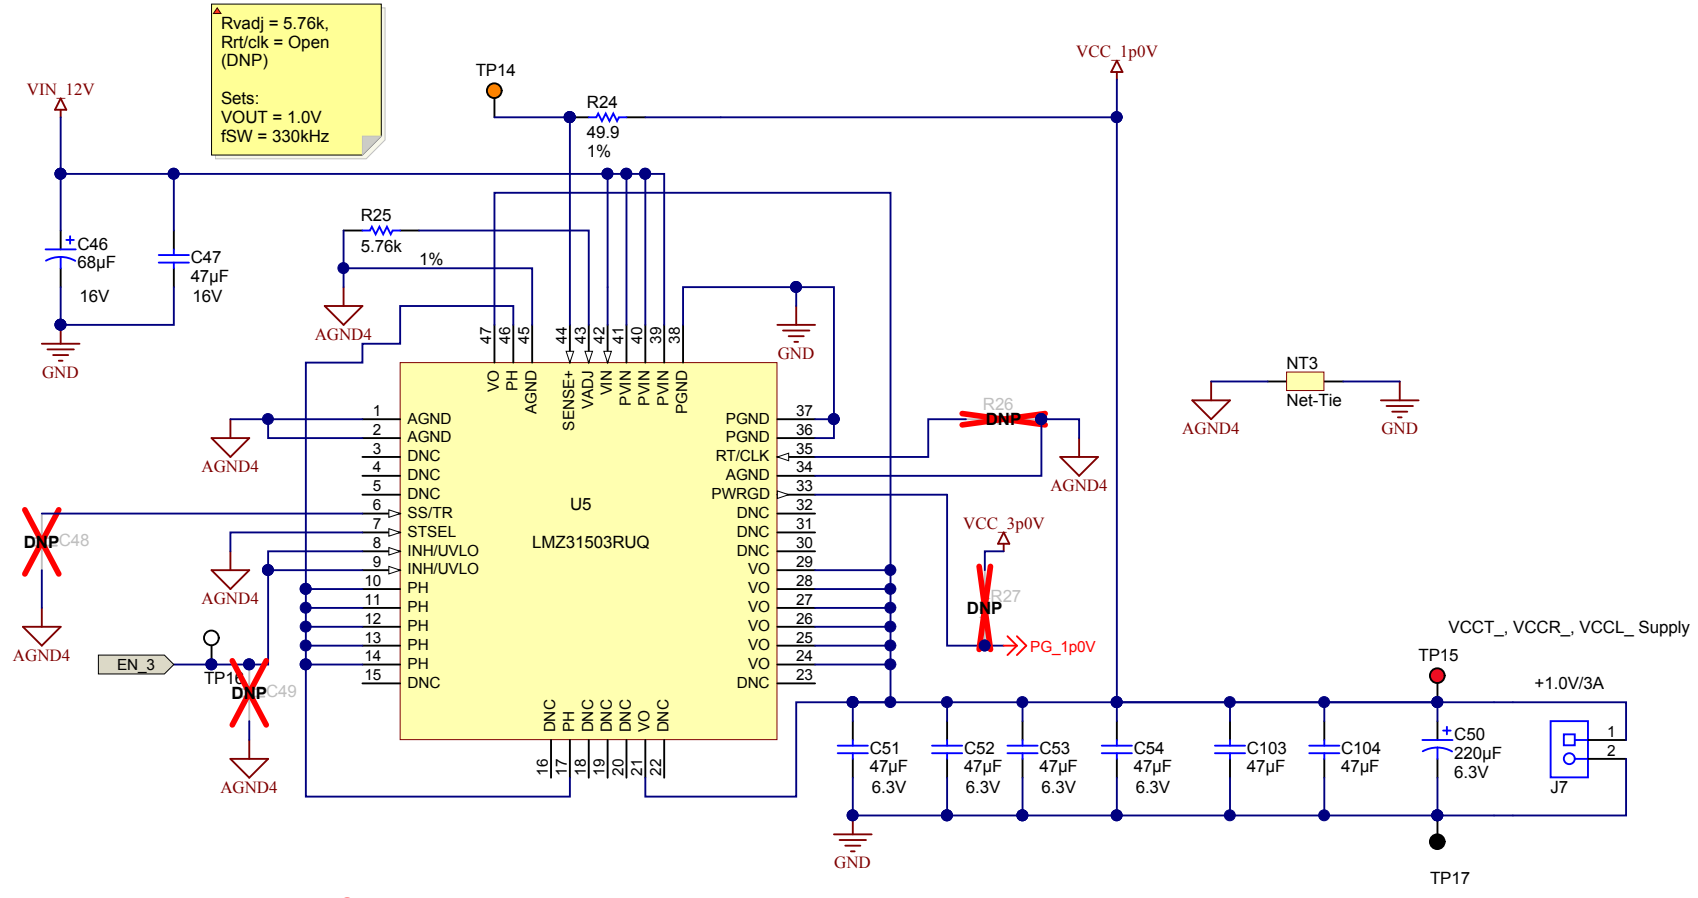 Rvadj = 5.76k,
Rrt/clk = Open
(DNP)
Sets:
VOUT = 1.0V
fSW = 330kHz
VIN_12V
TP14
R24
49.9
1%
VCC_1p0V
C46
68µF
16V
C47
47µF
16V
GND
R25
5.76k
1%
AGND4
GND
47
46
45
44
43
42
41
40
39
38
VO
PH
AGND
SENSE+
VADJ
VIN
PVIN
PVIN
PVIN
PGND
1 AGND
2 AGND
3 DNC
4 DNC
5 DNC
6 SS/TR
7 STSEL
8 INH/UVLO
9 INH/UVLO
10 PH
11 PH
12 PH
13 PH
14 PH
15 DNC
U5
LMZ31503RUQ
PGND 37
PGND 36
RT/CLK 35
AGND 34
PWRGD 33
DNC 32
DNC 31
DNC 30
VO 29
VO 28
VO 27
VO 26
VO 25
VO 24
DNC 23
DNC
PH
DNC
DNC
DNC
VO
DNC
16
17
18
19
20
21
22
AGND4
DNP
C48
AGND4
AGND4
EN_3
TP16
DNP
C49
AGND4
R26
DNP
AGND4
VCC_3p0V
R27
DNP
PG_1p0V
NT3
Net-Tie
AGND4
GND
VCCT_, VCCR_, VCCL_ Supply
TP15
+1.0V/3A
C51
47µF
6.3V
C52
47µF
6.3V
C53
47µF
6.3V
C54
47µF
6.3V
C103
47µF
C104
47µF
C50
220µF
6.3V
1
2
J7
GND
TP17